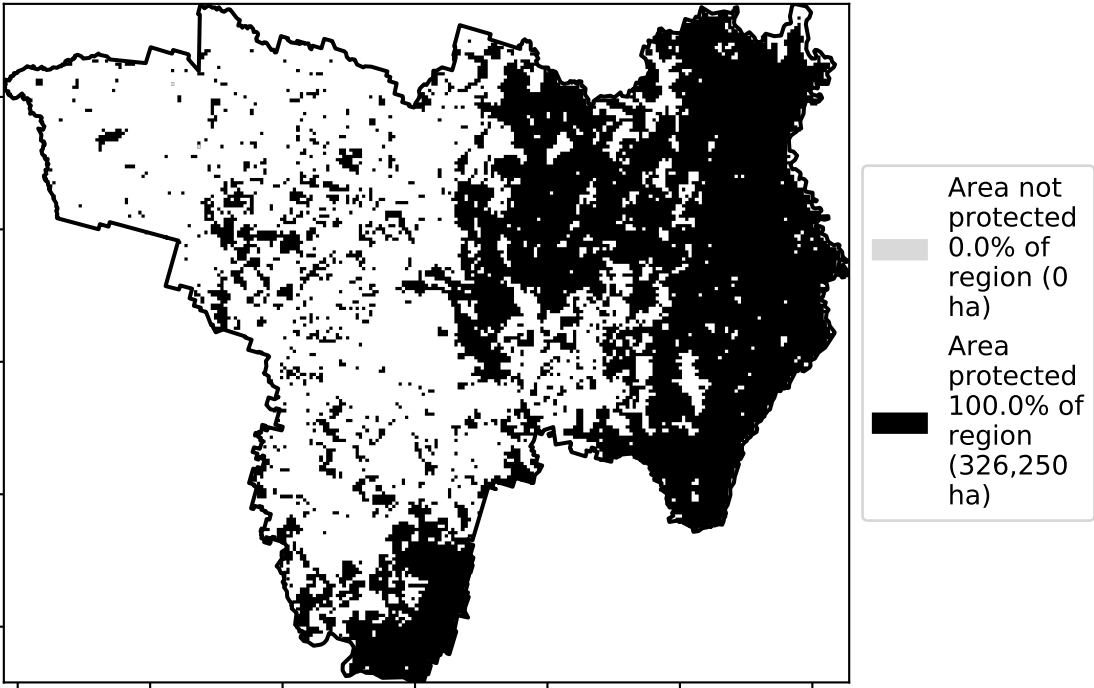 Area not
protected
0.0% of
region (0
ha)
Area
protected
100.0% of
region
(326,250
ha)